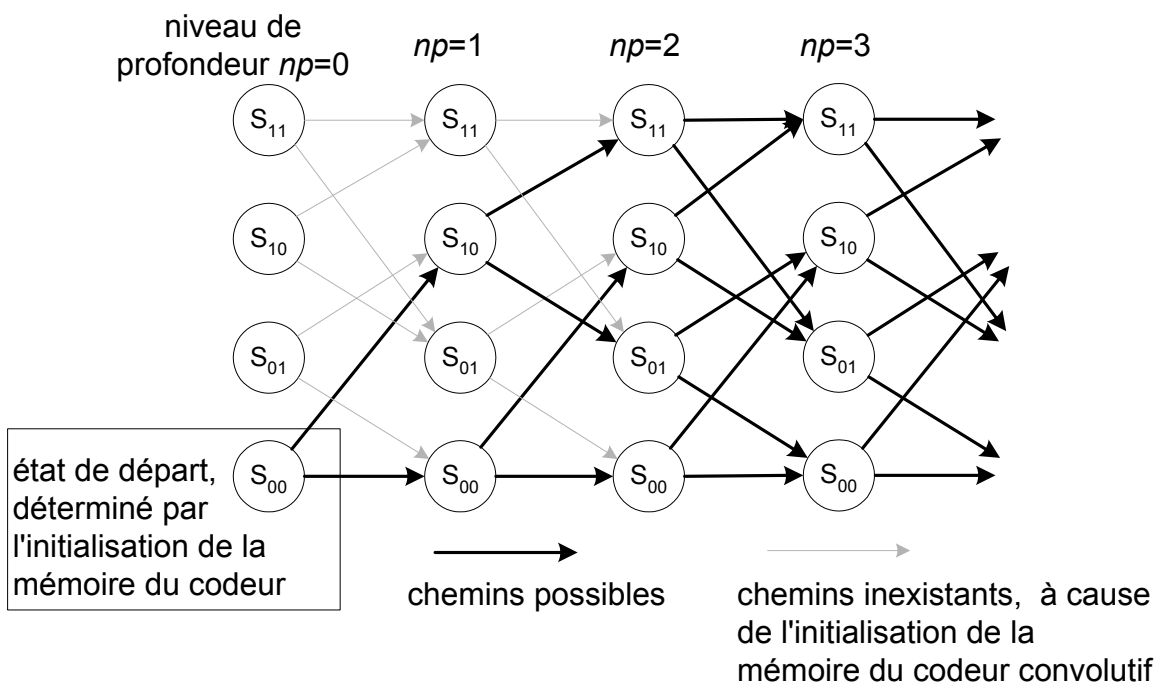 niveau de
profondeur np=0
np=1
np=2
np=3
S11
S11
S11
S11
S10
S10
S10
S10
S01
S01
S01
S01
S00
S00
S00
S00
état de départ,
déterminé par
l'initialisation de la
mémoire du codeur
chemins possibles
chemins inexistants, à cause
de l'initialisation de la
mémoire du codeur convolutif